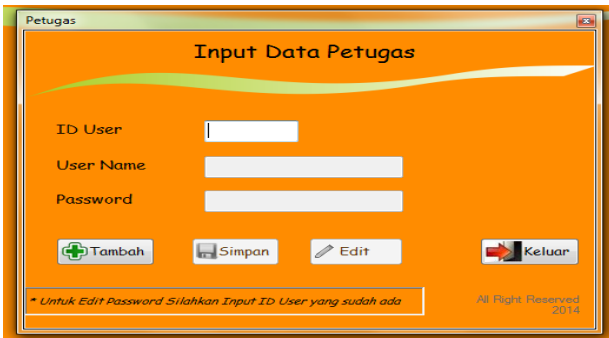 Petugas
Input Data Petugas
ID User
User Name
Password
Tambah
Simpan
Edit
Keluar
* Untuk Edit Password Silahkan Input ID User yang sudah ada
All Right Reserved
2014